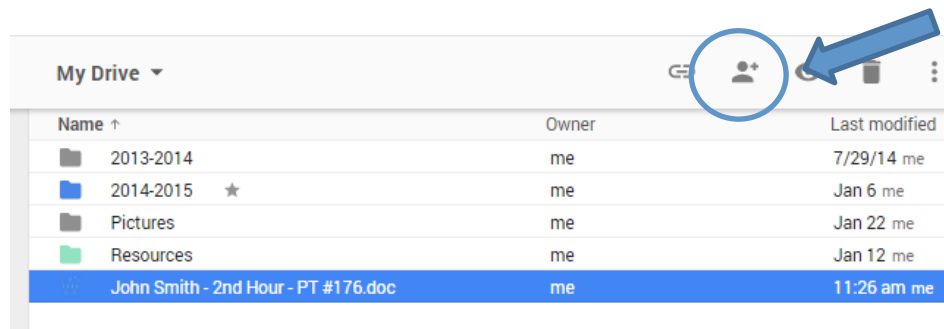 My Drive
Name ↑ Owner Last modified
2013-2014 me 7/29/14 me
2014-2015 me Jan 6 me
Pictures me Jan 22 me
Resources me Jan 12 me
John Smith - 2nd Hour - PT #176.doc me 11:26 am me